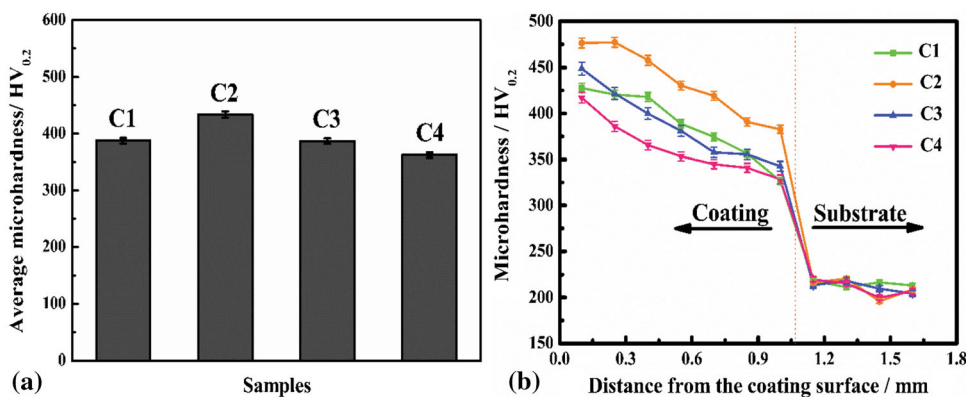 Average microhardness/ HV0.2
600
500
400
300
200
100
0
C1
C2
C3
C4
Samples
(a)
Microhardness / HV0.2
500
450
400
350
300
250
200
150
C1
C2
C3
C4
Coating
Substrate
0.0 0.3 0.6 0.9 1.2 1.5 1.8
Distance from the coating surface / mm
(b)